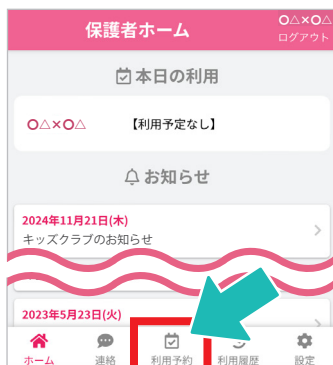 保護者ホーム
○△×○△
ログアウト
本日の利用
○△×○△ 【利用予定なし】
お知らせ
2024年11月21日(木)
キッズクラブのお知らせ
2023年5月23日(火)
ホーム 連絡 利用予約 利用履歴 設定